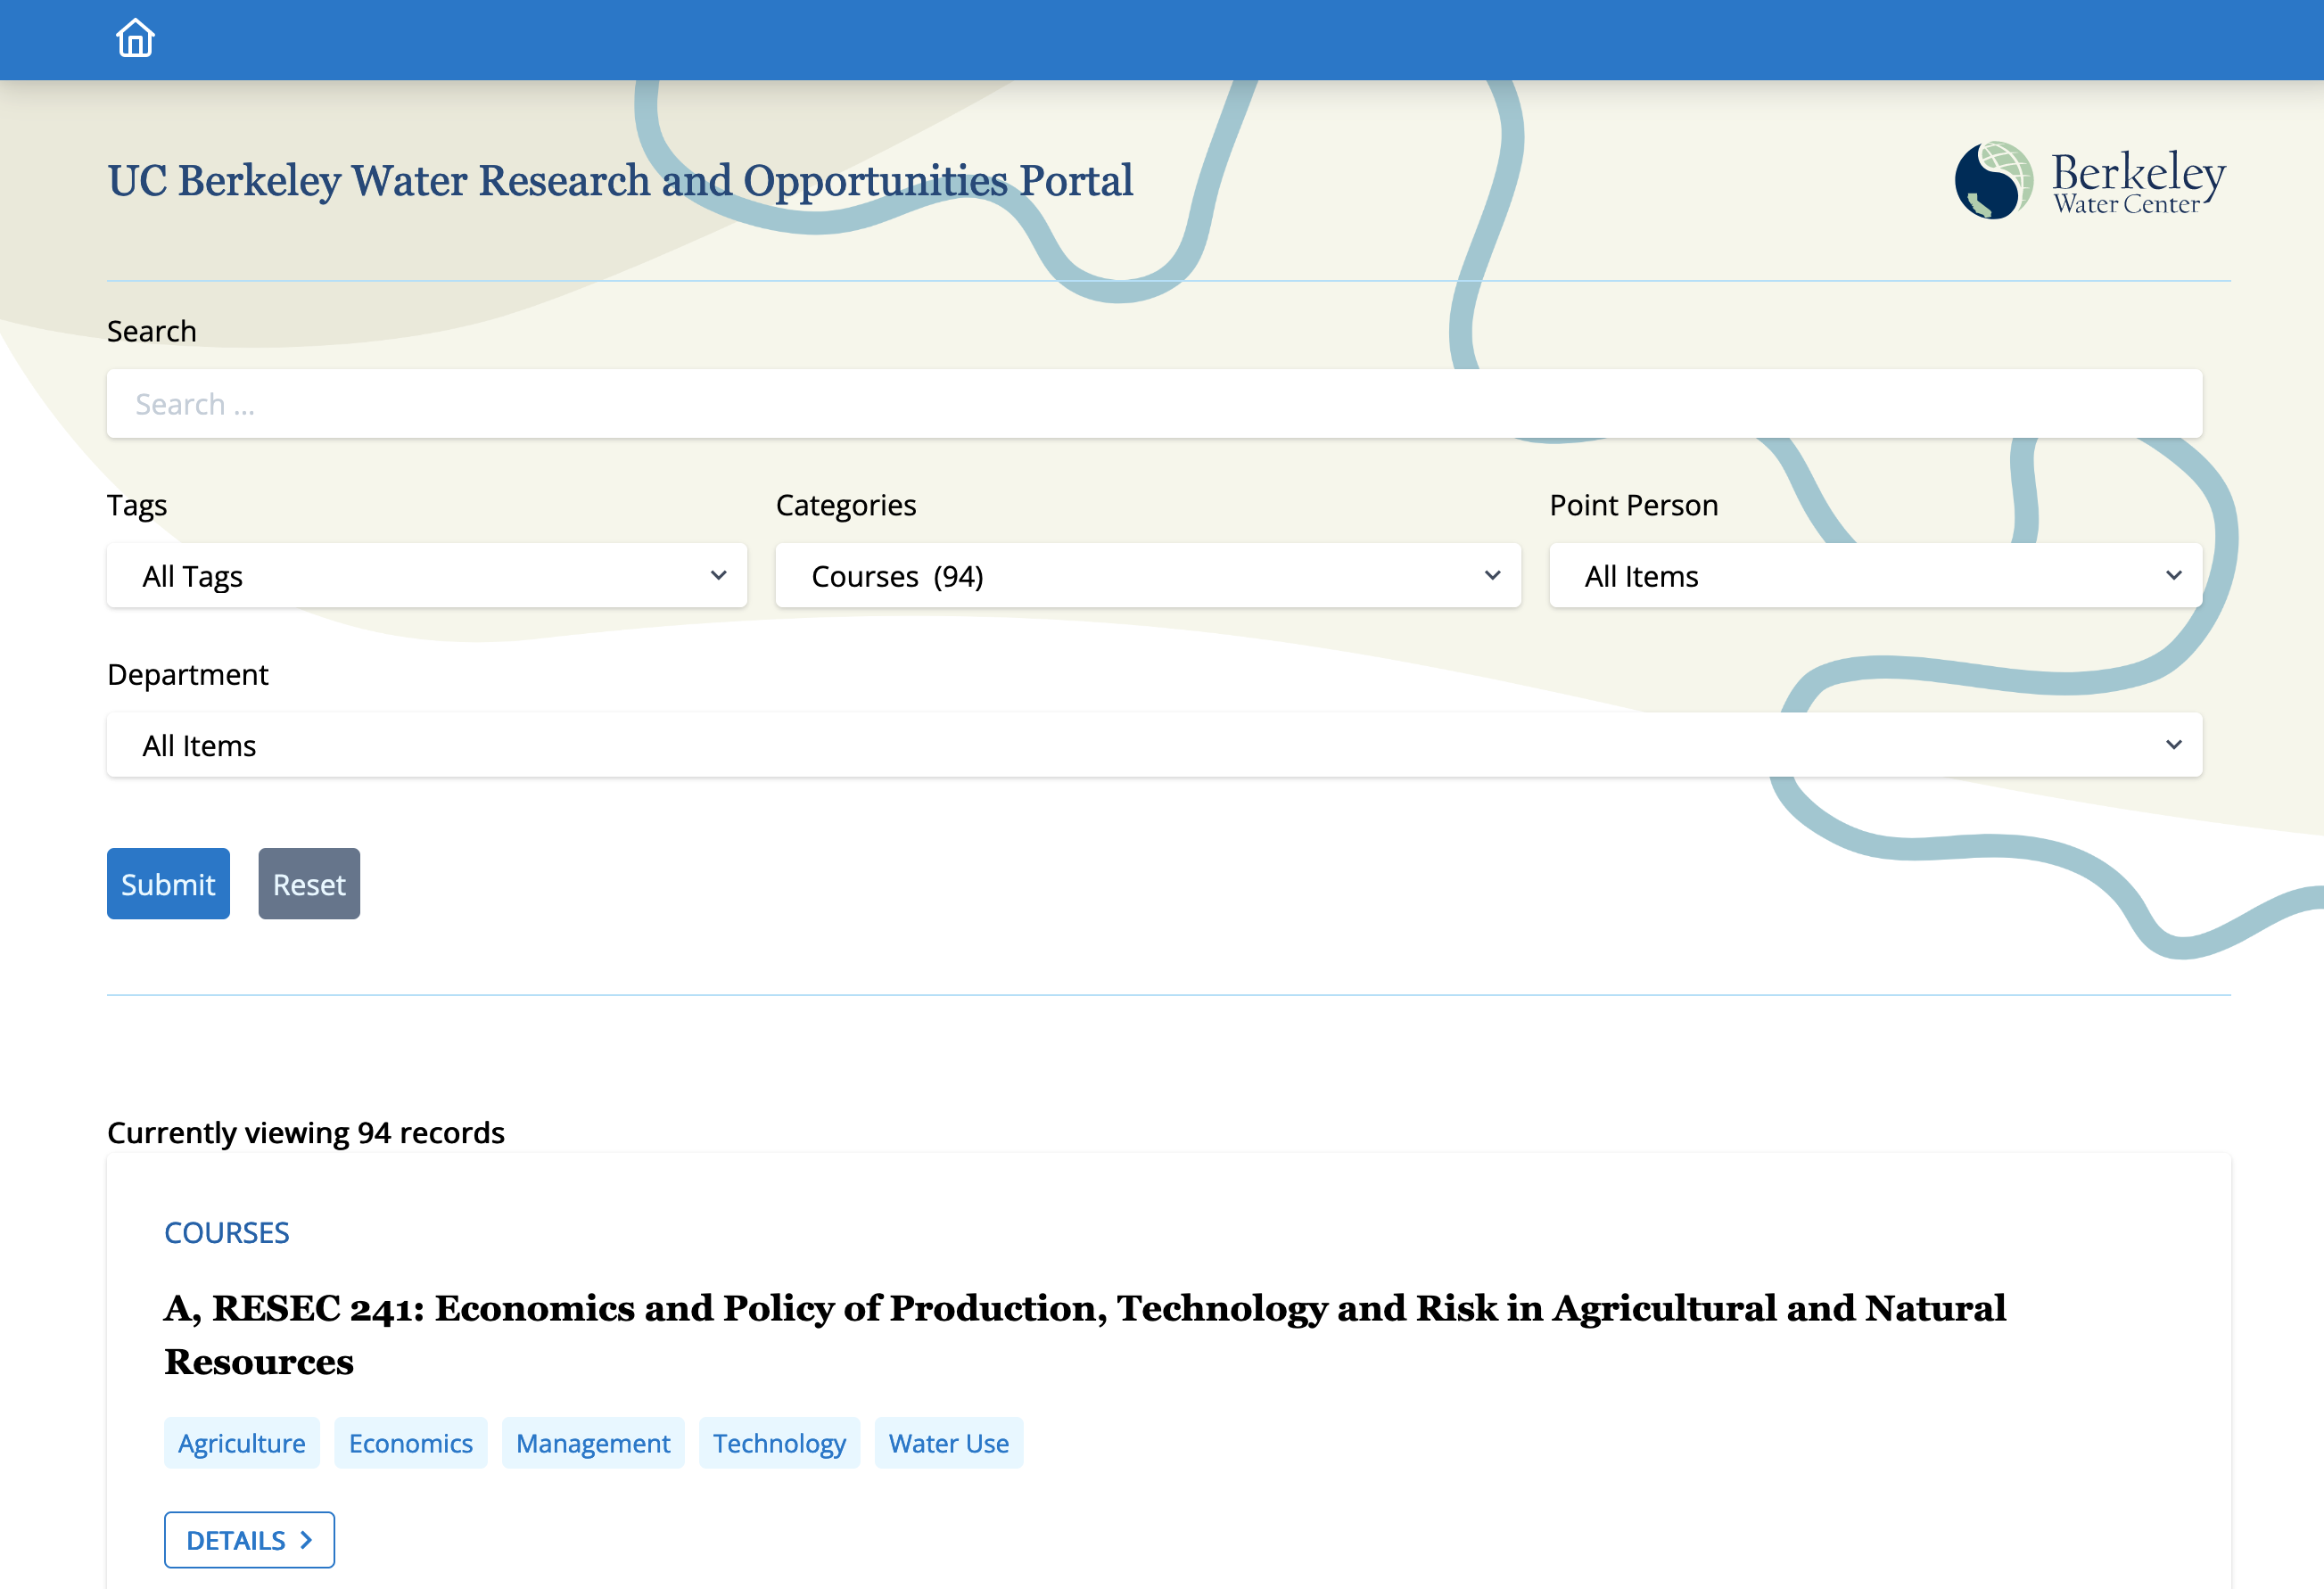 UC Berkeley Water Research and Opportunities Portal
Berkeley
Water Center
Search
Search ...
Tags
Categories
Point Person
All Tags
Courses (94)
All Items
Department
All Items
Submit
Reset
Currently viewing 94 records
COURSES
A, RESEC 241: Economics and Policy of Production, Technology and Risk in Agricultural and Natural
Resources
Agriculture
Economics
Management
Technology
Water Use
DETAILS